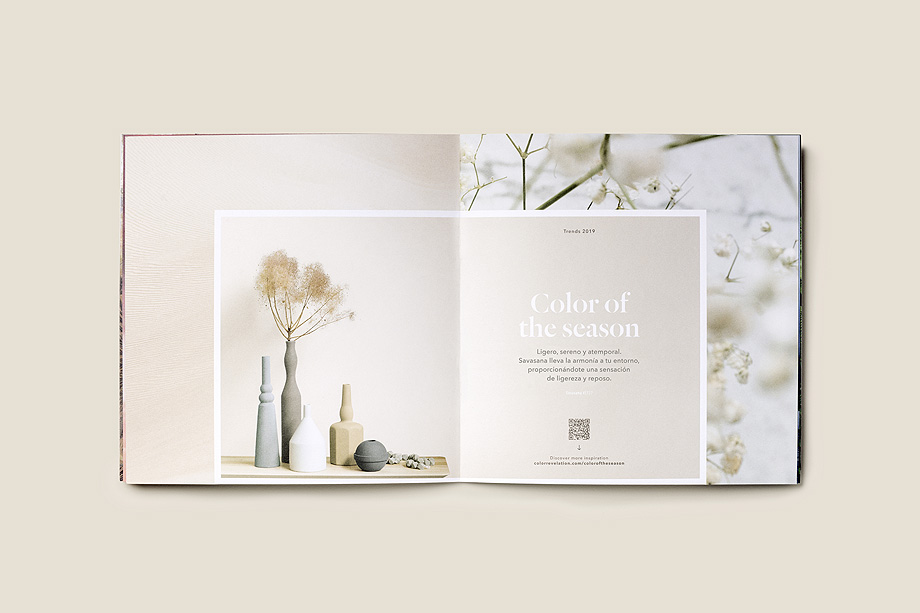 Trends 2019
Color of
the season
Ligero, sereno y atemporal.
Savasana lleva la armonía a tu entorno,
proporcionándote una sensación
de ligereza y reposo.
Discover more inspiration
colorrevelation.com/coloroftheseason